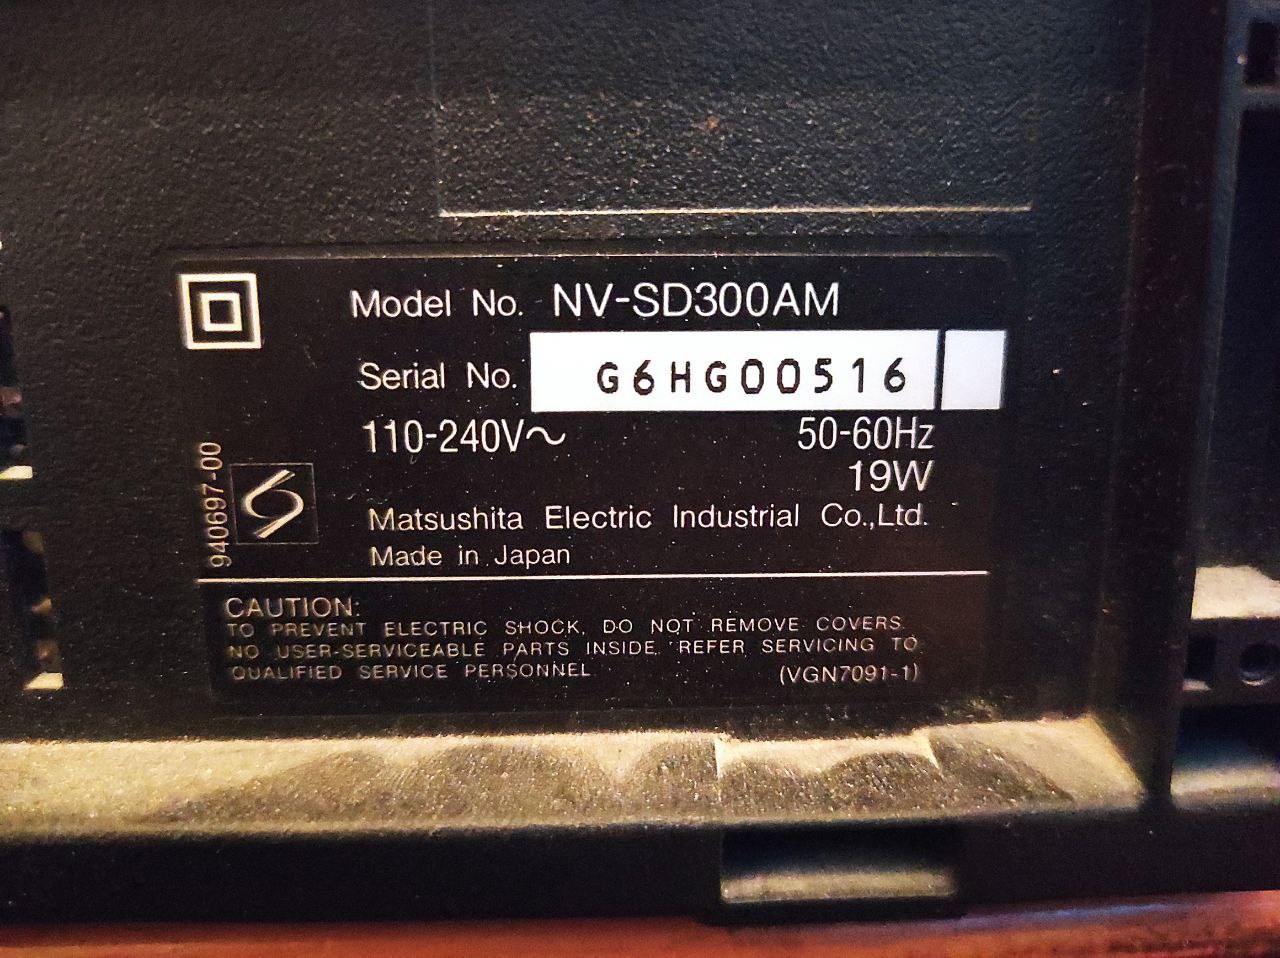 Model No. NV-SD300AM
Serial No. G6HG00516
110-240V~ 50-60Hz
19W
940697-00
Matsushita Electric Industrial Co.,Ltd.
Made in Japan
CAUTION:
TO PREVENT ELECTRIC SHOCK, DO NOT REMOVE COVERS.
NO USER-SERVICEABLE PARTS INSIDE. REFER SERVICING TO
QUALIFIED SERVICE PERSONNEL. (VGN7091-1)